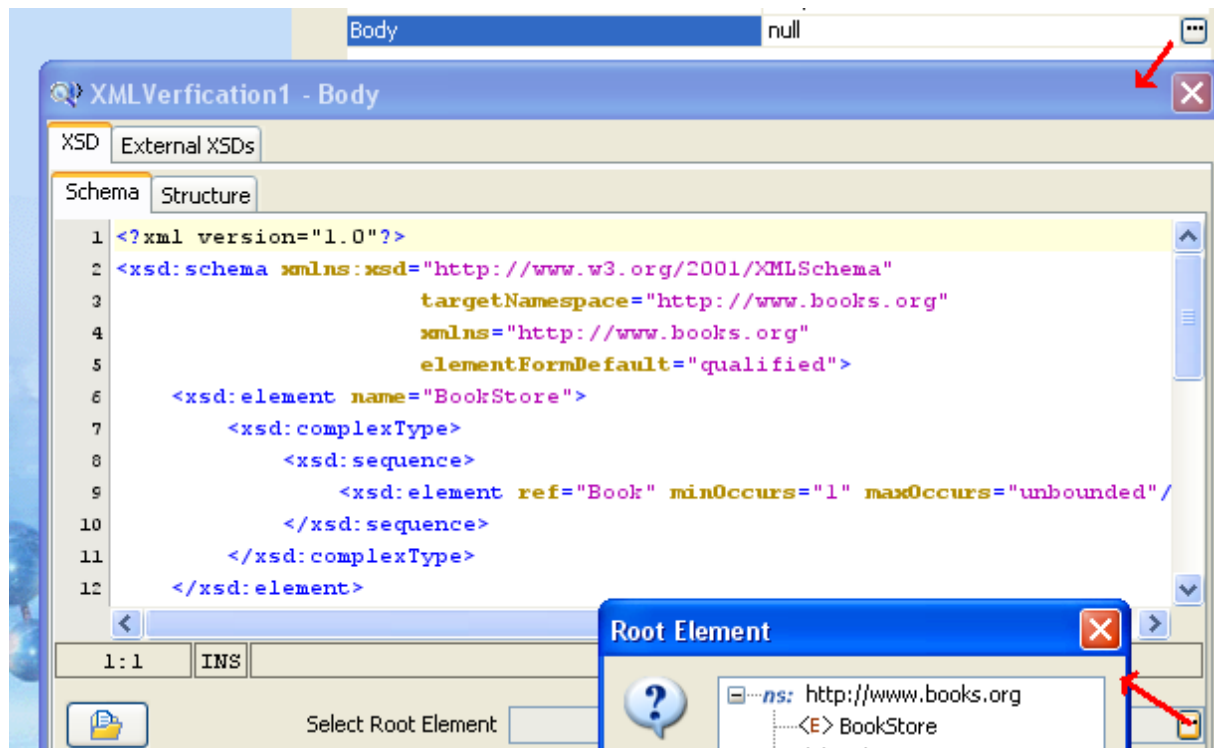 Body null
XMLVerfication1 - Body
XSD External XSDs
Schema Structure
1 <?xml version="1.0"?>
2 <xsd:schema xmlns:xsd="http://www.w3.org/2001/XMLSchema"
3 targetNamespace="http://www.books.org"
4 xmlns="http://www.books.org"
5 elementFormDefault="qualified">
6 <xsd:element name="BookStore">
7 <xsd:complexType>
8 <xsd:sequence>
9 <xsd:element ref="Book" minOccurs="1" maxOccurs="unbounded"/
10 </xsd:sequence>
11 </xsd:complexType>
12 </xsd:element>
Root Element
1:1 INS
ns: http://www.books.org
Select Root Element
<E> BookStore